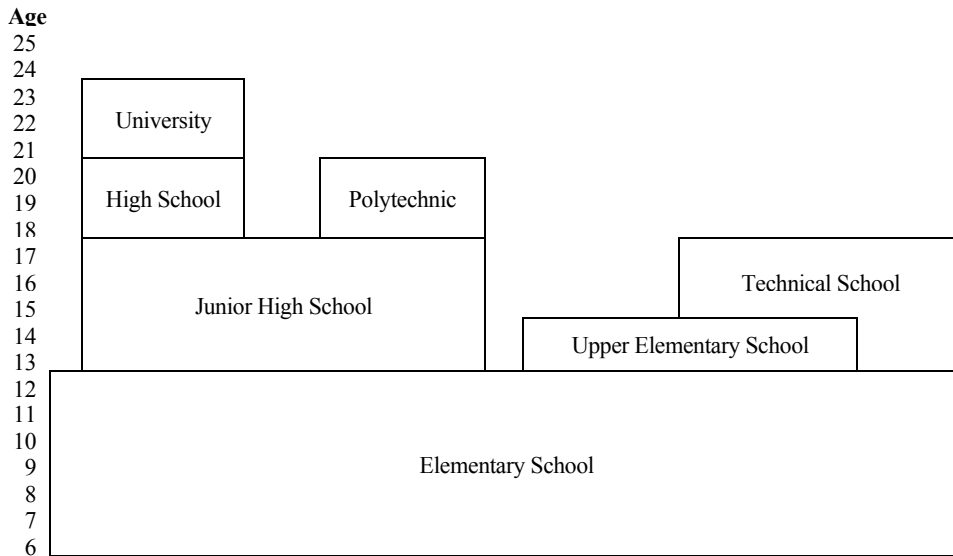 Age
25
24
23
University
22
21
20
High School
Polytechnic
19
18
17
Technical School
16
Junior High School
15
Upper Elementary School
14
13
12
11
10
Elementary School
9
8
7
6